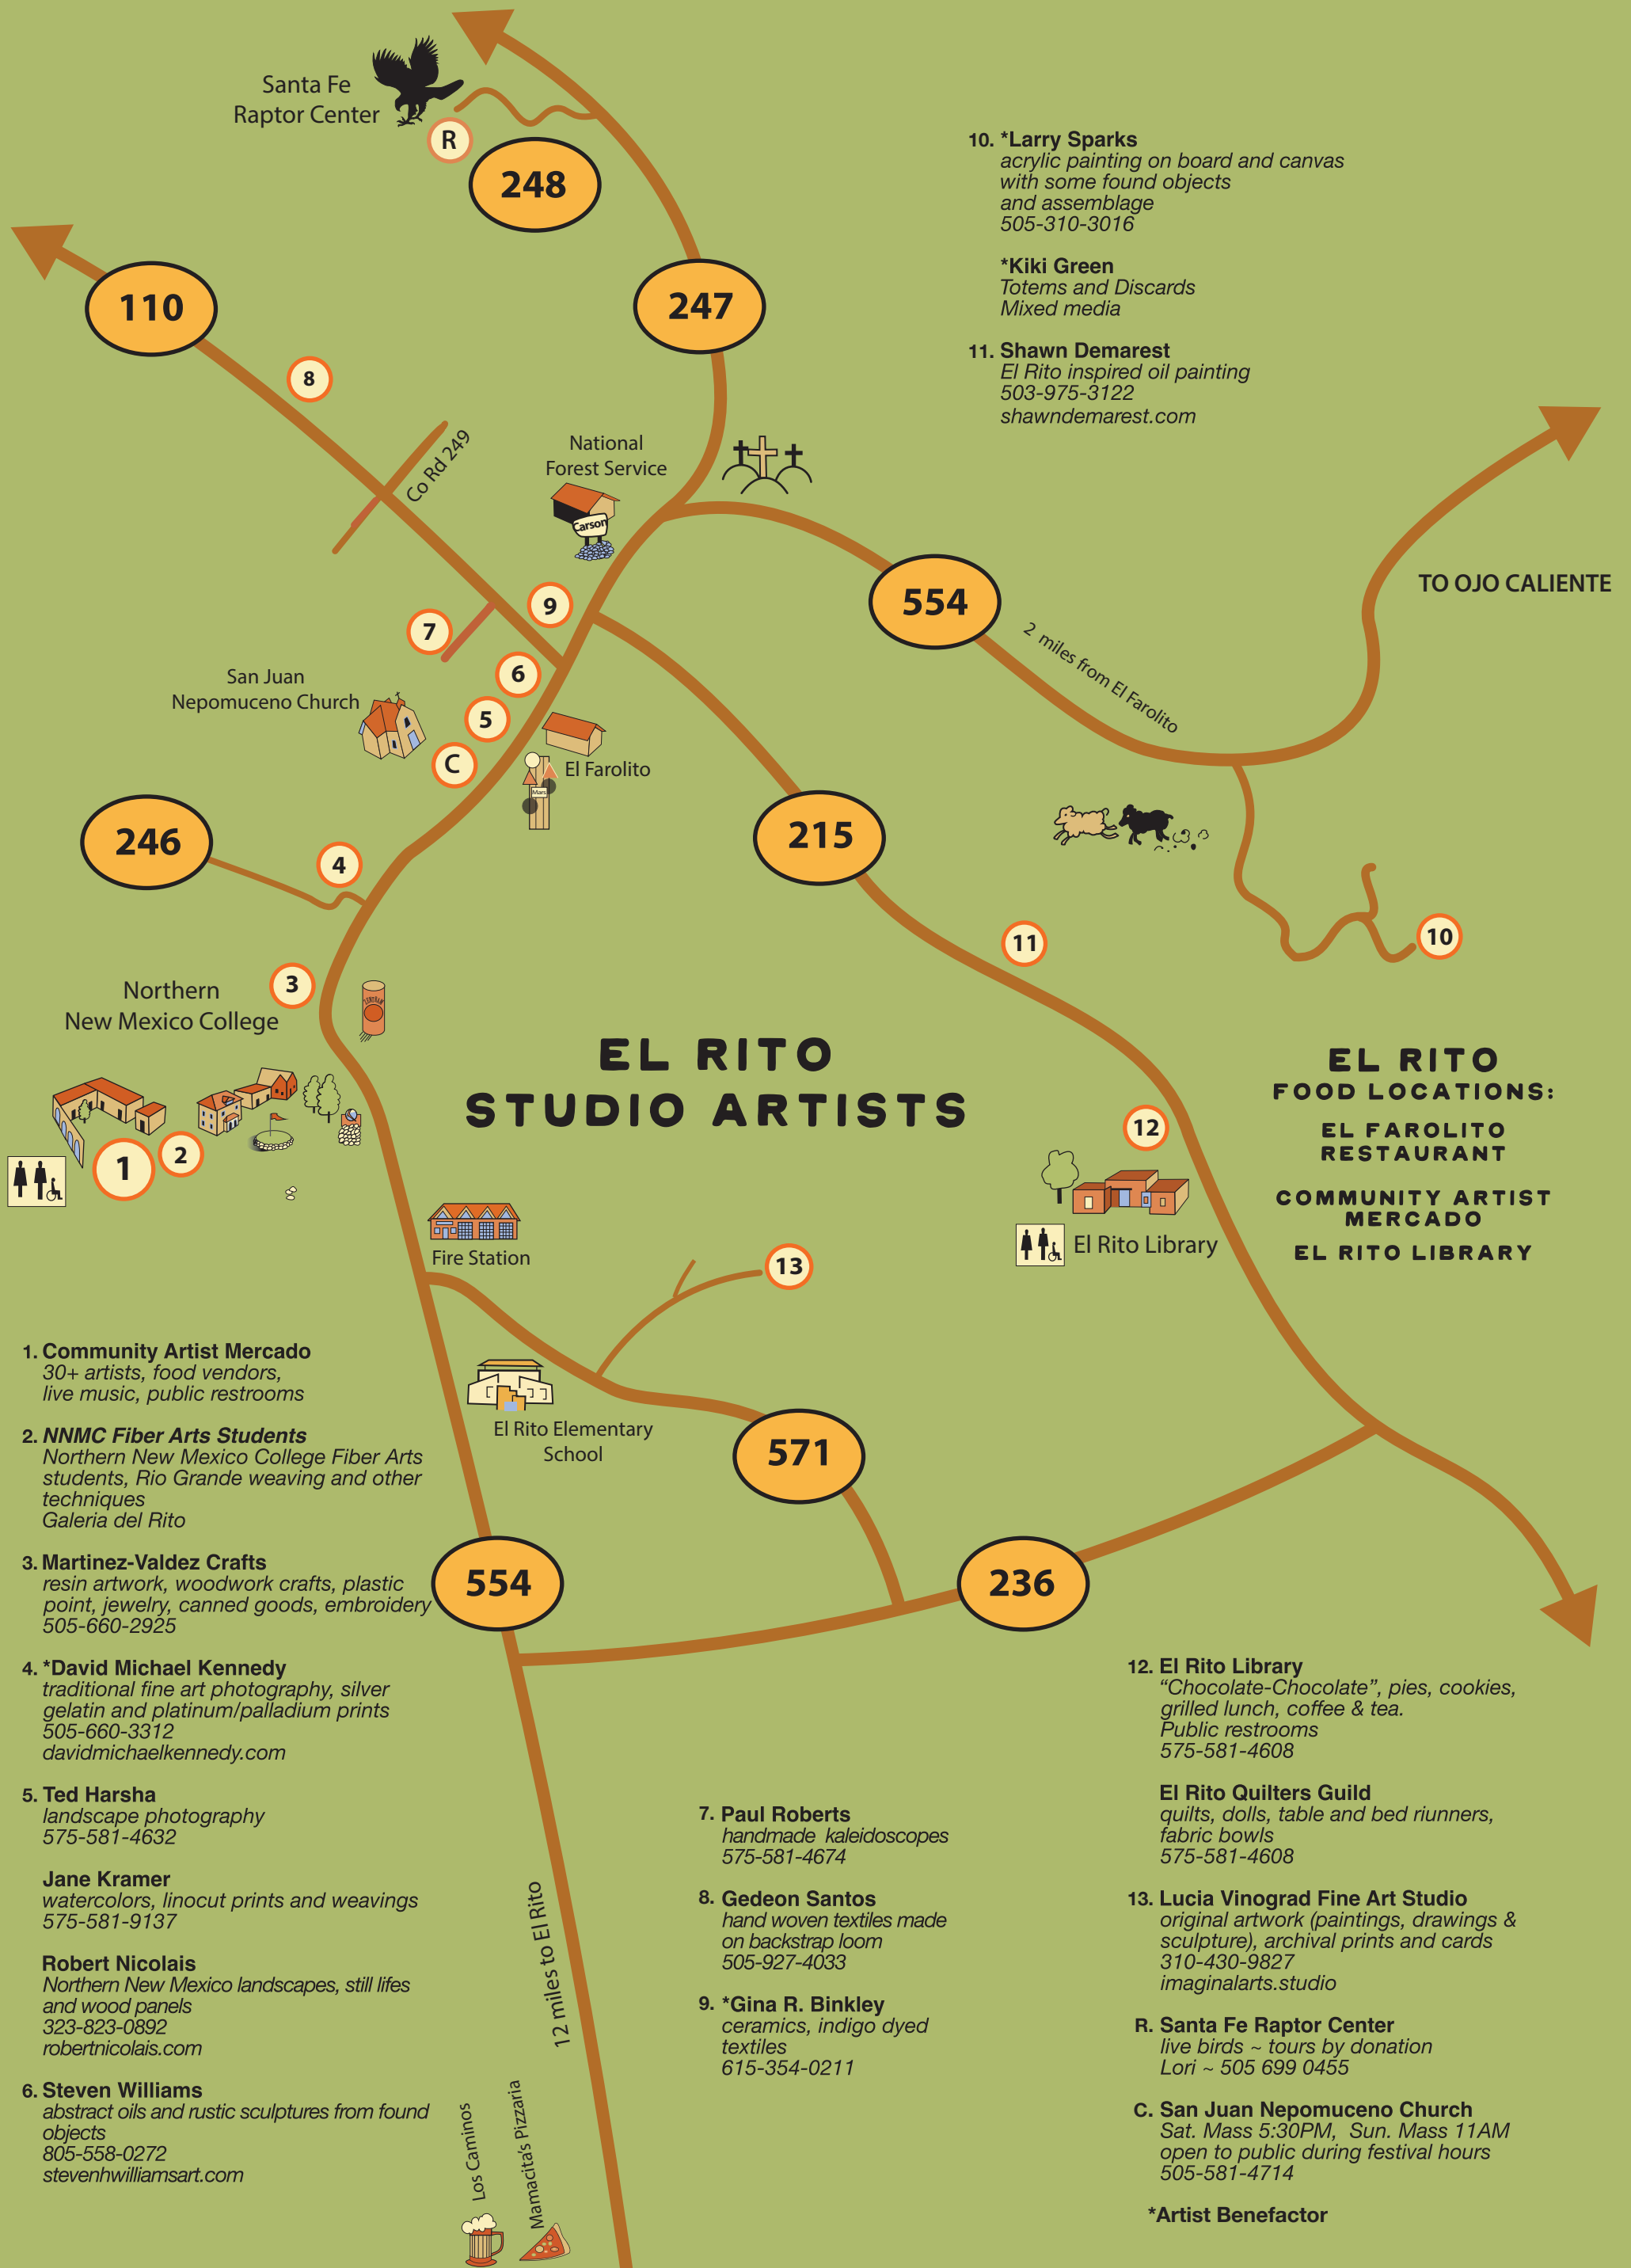 Santa Fe
Raptor Center
R
248
110
247
8
Co Rd 249
National
Forest Service
Carson
10. *Larry Sparks
acrylic painting on board and canvas
with some found objects
and assemblage
505-310-3016
*Kiki Green
Totems and Discards
Mixed media
11. Shawn Demarest
El Rito inspired oil painting
503-975-3122
shawndemarest.com
TO OJO CALIENTE
554
2 miles from El Farolito
9
7
6
5
C
San Juan
Nepomuceno Church
El Farolito
Mars
246
4
215
11
10
3
Northern
New Mexico College
1
2
EL RITO
STUDIO ARTISTS
12
El Rito Library
EL RITO
FOOD LOCATIONS:
EL FAROLITO
RESTAURANT
COMMUNITY ARTIST
MERCADO
EL RITO LIBRARY
Fire Station
13
El Rito Elementary
School
571
554
236
1. Community Artist Mercado
30+ artists, food vendors,
live music, public restrooms
2. NNMC Fiber Arts Students
Northern New Mexico College Fiber Arts
students, Rio Grande weaving and other
techniques
Galeria del Rito
3. Martinez-Valdez Crafts
resin artwork, woodwork crafts, plastic
point, jewelry, canned goods, embroidery
505-660-2925
4. *David Michael Kennedy
traditional fine art photography, silver
gelatin and platinum/palladium prints
505-660-3312
davidmichaelkennedy.com
5. Ted Harsha
landscape photography
575-581-4632
Jane Kramer
watercolors, linocut prints and weavings
575-581-9137
Robert Nicolais
Northern New Mexico landscapes, still lifes
and wood panels
323-823-0892
robertnicolais.com
6. Steven Williams
abstract oils and rustic sculptures from found
objects
805-558-0272
stevenhwilliamsart.com
12 miles to El Rito
Los Caminos
Mamacita's Pizzaria
7. Paul Roberts
handmade kaleidoscopes
575-581-4674
8. Gedeon Santos
hand woven textiles made
on backstrap loom
505-927-4033
9. *Gina R. Binkley
ceramics, indigo dyed
textiles
615-354-0211
12. El Rito Library
“Chocolate-Chocolate”, pies, cookies,
grilled lunch, coffee & tea.
Public restrooms
575-581-4608
El Rito Quilters Guild
quilts, dolls, table and bed riunners,
fabric bowls
575-581-4608
13. Lucia Vinograd Fine Art Studio
original artwork (paintings, drawings &
sculpture), archival prints and cards
310-430-9827
imaginalarts.studio
R. Santa Fe Raptor Center
live birds ~ tours by donation
Lori ~ 505 699 0455
C. San Juan Nepomuceno Church
Sat. Mass 5:30PM, Sun. Mass 11AM
open to public during festival hours
505-581-4714
*Artist Benefactor